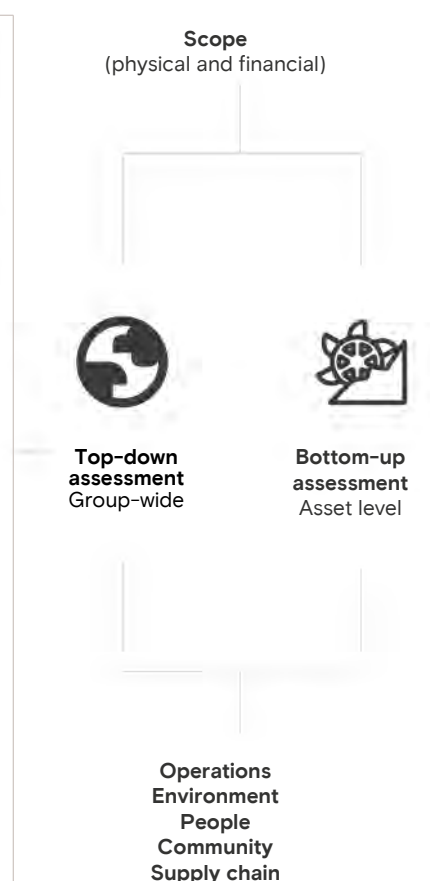 Scope
(physical and financial)
Top-down
assessment
Group-wide
Bottom-up
assessment
Asset level
Operations
Environment
People
Community
Supply chain